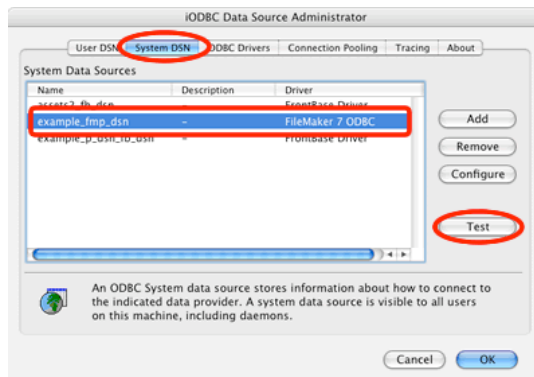 iODBC Data Source Administrator
User DSN System DSN ODBC Drivers Connection Pooling Tracing About
System Data Sources
Name Description Driver
assets2_fb_dsn - FrontBase Driver
example_fmp_dsn - FileMaker 7 ODBC
example_p_dsn_fb_dsn - FrontBase Driver
Add
Remove
Configure
Test
An ODBC System data source stores information about how to connect to
the indicated data provider. A system data source is visible to all users
on this machine, including daemons.
Cancel OK